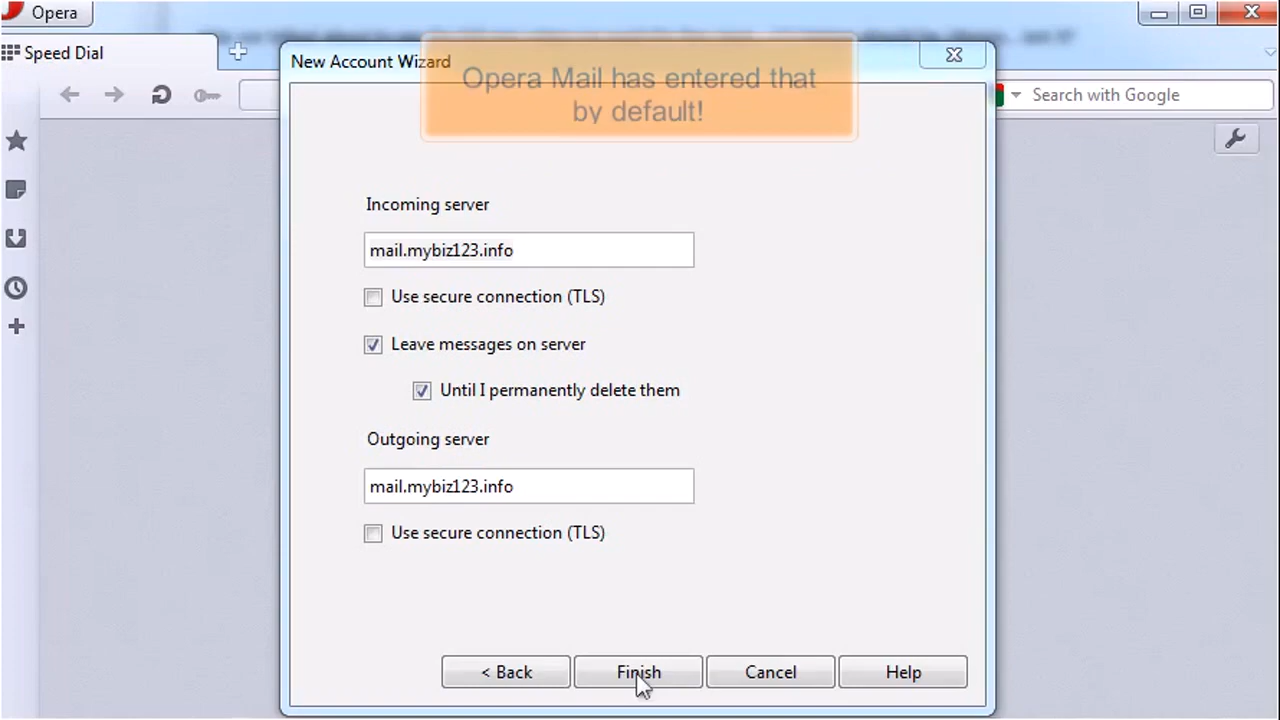 Opera
Speed Dial
New Account Wizard
Opera Mail has entered that
by default!
Search with Google
Incoming server
mail.mybiz123.info
Use secure connection (TLS)
Leave messages on server
Until I permanently delete them
Outgoing server
mail.mybiz123.info
Use secure connection (TLS)
< Back
Finish
Cancel
Help